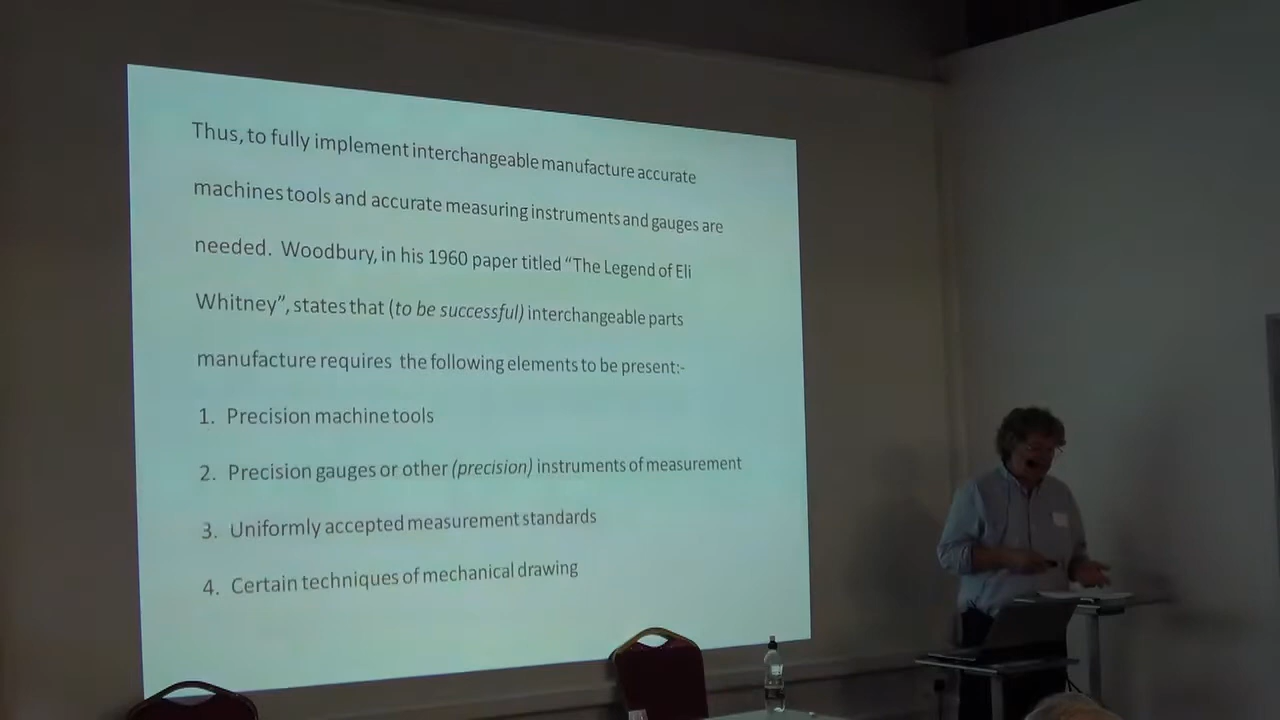 Thus, to fully implement interchangeable manufacture accurate
machines tools and accurate measuring instruments and gauges are
needed. Woodbury, in his 1960 paper titled “The Legend of Eli
Whitney”, states that (to be successful) interchangeable parts
manufacture requires the following elements to be present:-
1. Precision machine tools
2. Precision gauges or other (precision) instruments of measurement
3. Uniformly accepted measurement standards
4. Certain techniques of mechanical drawing